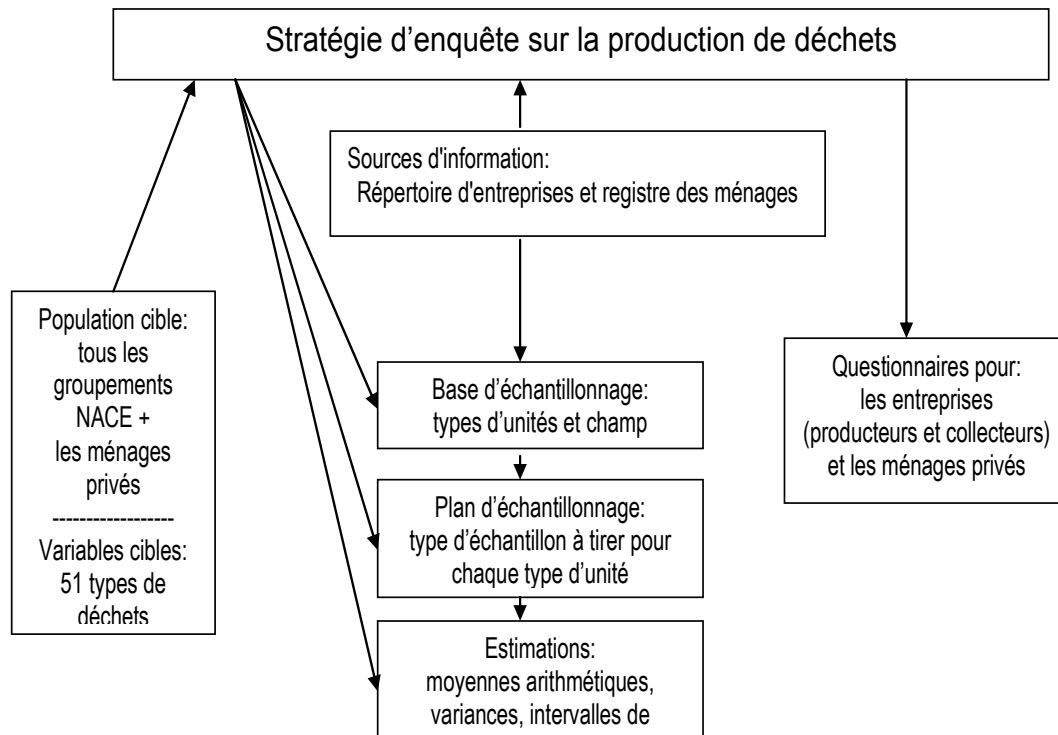 Stratégie d’enquête sur la production de déchets
Sources d'information:
Répertoire d'entreprises et registre des ménages
Population cible:
tous les
groupements
NACE +
les ménages
privés
-------------------
Variables cibles:
51 types de
déchets
Base d’échantillonnage:
types d’unités et champ
Plan d’échantillonnage:
type d’échantillon à tirer pour
chaque type d’unité
Estimations:
moyennes arithmétiques,
variances, intervalles de
Questionnaires pour:
les entreprises
(producteurs et collecteurs)
et les ménages privés